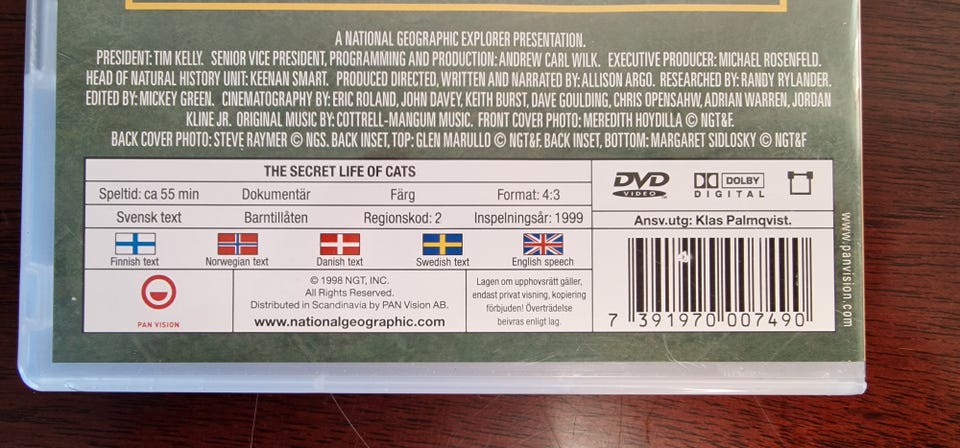 A NATIONAL GEOGRAPHIC EXPLORER PRESENTATION.
PRESIDENT: TIM KELLY. SENIOR VICE PRESIDENT, PROGRAMMING AND PRODUCTION: ANDREW CARL WILK. EXECUTIVE PRODUCER: MICHAEL ROSENFELD.
HEAD OF NATURAL HISTORY UNIT: KEENAN SMART. PRODUCED DIRECTED, WRITTEN AND NARRATED BY: ALLISON ARGO. RESEARCHED BY: RANDY RYLANDER.
EDITED BY: MICKEY GREEN. CINEMATOGRAPHY BY: ERIC ROLAND, JOHN DAVEY, KEITH BURST, DAVE GOULDING, CHRIS OPENSAHW, ADRIAN WARREN, JORDAN
KLINE JR. ORIGINAL MUSIC BY: COTTRELL-MANGUM MUSIC. FRONT COVER PHOTO: MEREDITH HOYDILLA © NGT&F.
BACK COVER PHOTO: STEVE RAYMER © NGS. BACK INSET, TOP: GLEN MARULLO © NGT&F. BACK INSET, BOTTOM: MARGARET SIDLOSKY © NGT&F
THE SECRET LIFE OF CATS
Speltid: ca 55 min Dokumentär Färg Format: 4:3
Svensk text Barntillåten Regionskod: 2 Inspelningsår: 1999
Finnish text Norwegian text Danish text Swedish text English speech
PAN VISION
© 1998 NGT, INC.
All Rights Reserved.
Distributed in Scandinavia by PAN Vision AB.
www.nationalgeographic.com
Lagen om upphovsrätt gäller,
endast privat visning, kopiering
förbjuden! Överträdelse
beivras enligt lag.
DVD
VIDEO
DOLBY
DIGITAL
Ansv.utg: Klas Palmqvist.
7 391970 007490
www.panvision.com